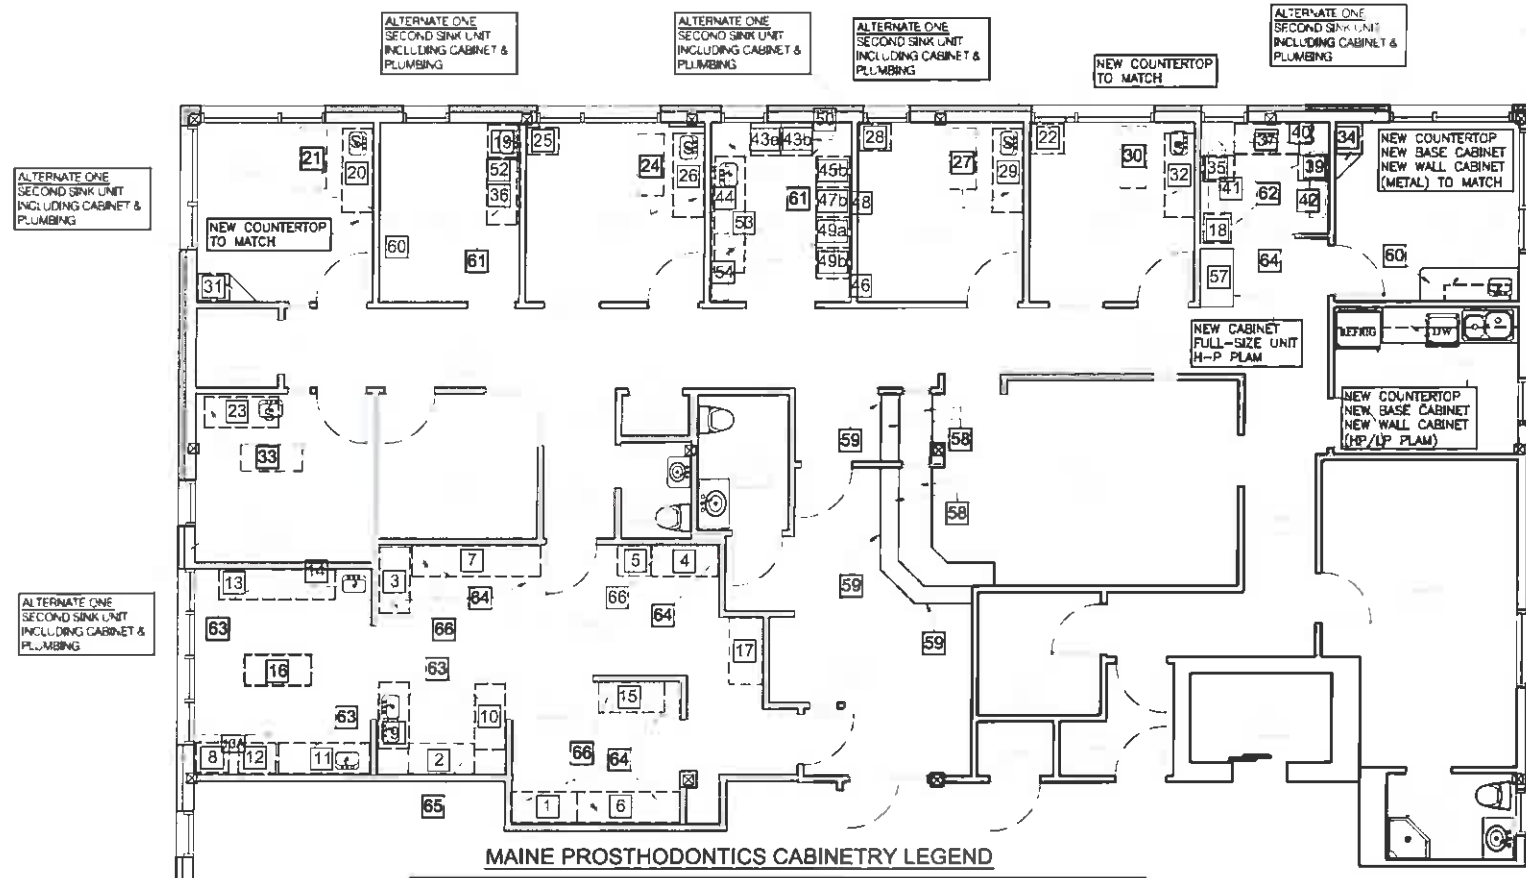 ALTERNATE ONE
SECOND SINK UNIT
INCLUDING CABINET &
PLUMBING
ALTERNATE ONE
SECOND SINK UNIT
INCLUDING CABINET &
PLUMBING
ALTERNATE ONE
SECOND SINK UNIT
INCLUDING CABINET &
PLUMBING
NEW COUNTERTOP
TO MATCH
ALTERNATE ONE
SECOND SINK UNIT
INCLUDING CABINET &
PLUMBING
ALTERNATE ONE
SECOND SINK UNIT
INCLUDING CABINET &
PLUMBING
NEW COUNTERTOP
TO MATCH
NEW COUNTERTOP
NEW BASE CABINET
NEW WALL CABINET
(METAL) TO MATCH
21
S
20
19
52
36
25
24
S
26
43a
43b
50
45b
44
47b
48
61
53
49a
54
49b
46
28
27
S
29
22
30
32
37
40
34
35
39
41
62
42
18
60
61
31
57
64
60
NEW CABINET
FULL-SIZE UNIT
H-P PLAM
REFRIG
DW
NEW COUNTERTOP
NEW BASE CABINET
NEW WALL CABINET
(HP/LP PLAM)
23
S
33
59
58
58
59
59
13
14
3
7
5
4
64
66
64
63
66
63
17
16
15
63
9
10
8
12
11
2
66
64
65
1
6
ALTERNATE ONE
SECOND SINK UNIT
INCLUDING CABINET &
PLUMBING
MAINE PROSTHODONTICS CABINETRY LEGEND